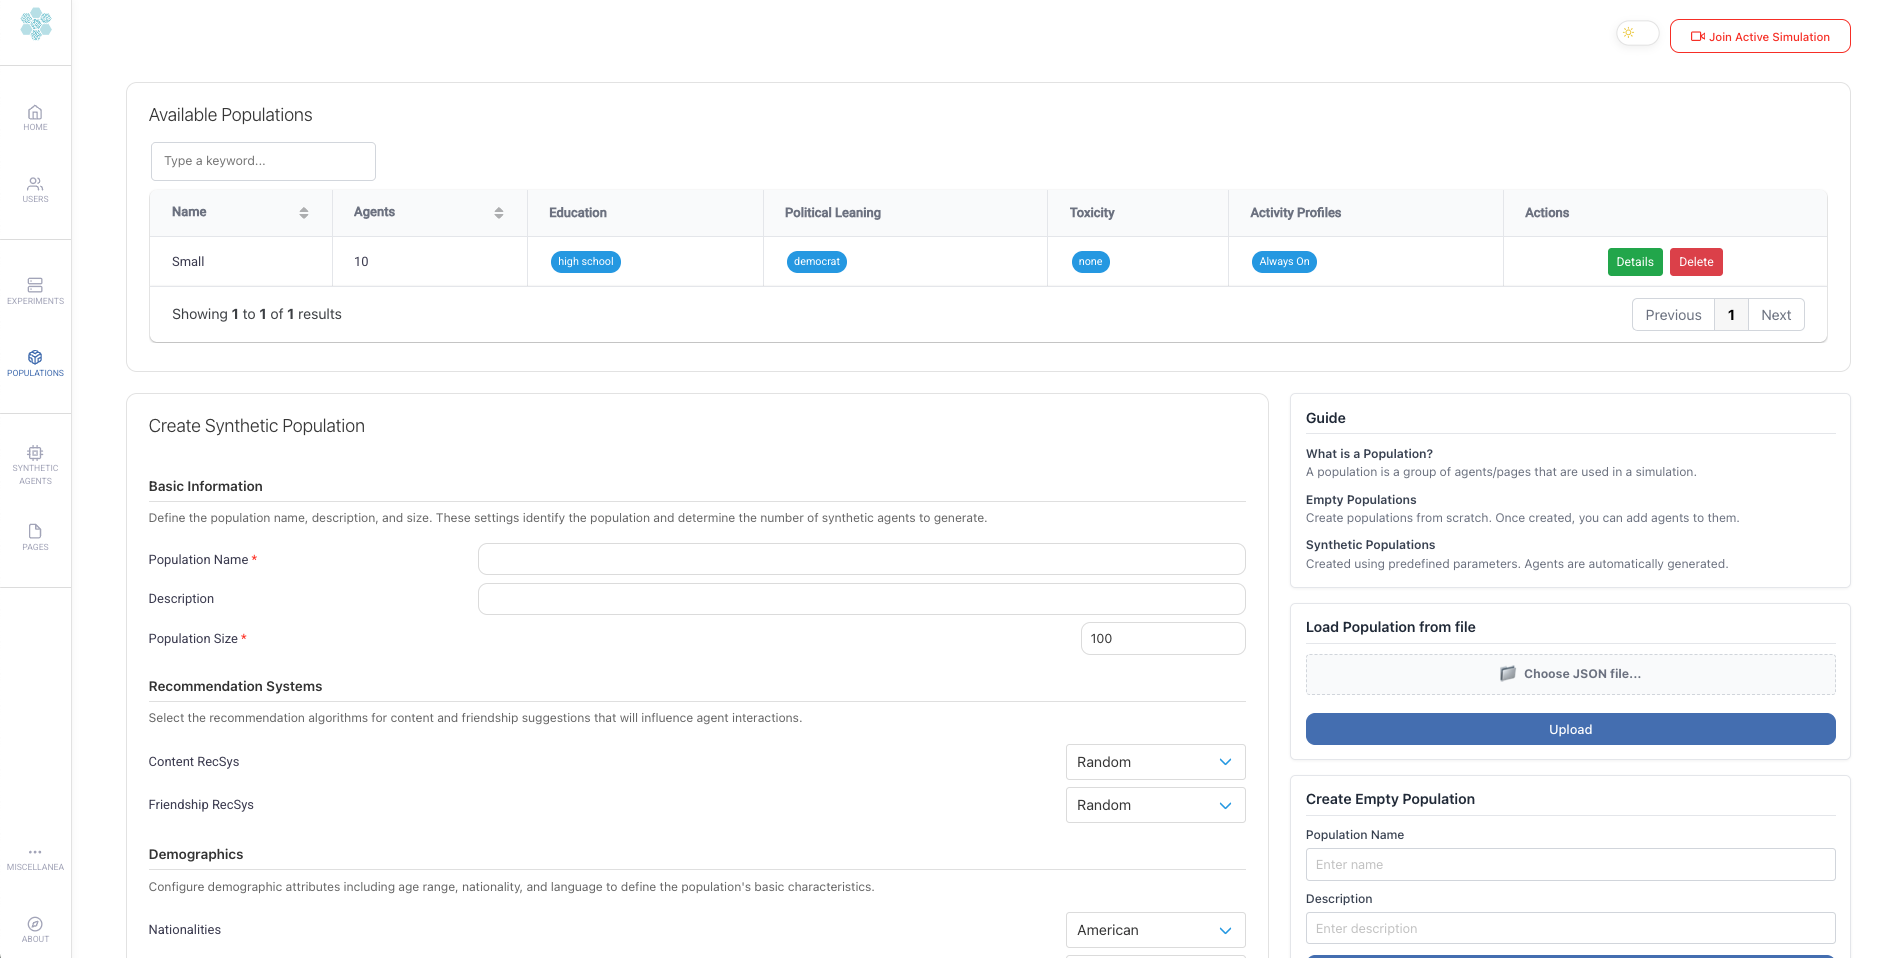 Join Active Simulation
HOME
USERS
EXPERIMENTS
POPULATIONS
SYNTHETIC
AGENTS
PAGES
MISCELLANEA
ABOUT
Available Populations
Type a keyword...
Name Agents Education Political Leaning Toxicity Activity Profiles Actions
Small 10 high school democrat none Always On Details Delete
Showing 1 to 1 of 1 results
Previous 1 Next
Create Synthetic Population
Basic Information
Define the population name, description, and size. These settings identify the population and determine the number of synthetic agents to generate.
Population Name *
Description
Population Size * 100
Recommendation Systems
Select the recommendation algorithms for content and friendship suggestions that will influence agent interactions.
Content RecSys Random
Friendship RecSys Random
Demographics
Configure demographic attributes including age range, nationality, and language to define the population's basic characteristics.
Nationalities American
Guide
What is a Population?
A population is a group of agents/pages that are used in a simulation.
Empty Populations
Create populations from scratch. Once created, you can add agents to them.
Synthetic Populations
Created using predefined parameters. Agents are automatically generated.
Load Population from file
Choose JSON file...
Upload
Create Empty Population
Population Name
Enter name
Description
Enter description